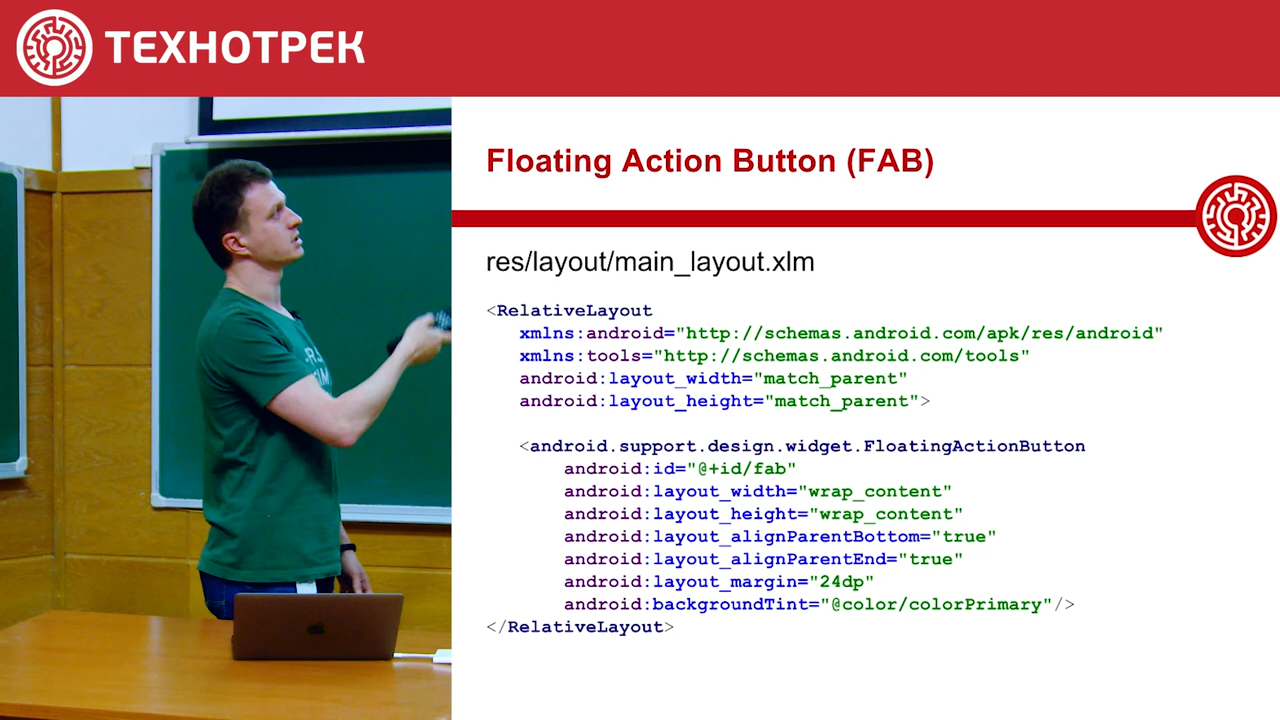 ТЕХНОТРЕК
Floating Action Button (FAB)
res/layout/main_layout.xlm
<RelativeLayout
xmlns:android="http://schemas.android.com/apk/res/android"
xmlns:tools="http://schemas.android.com/tools"
android:layout_width="match_parent"
android:layout_height="match_parent">
<android.support.design.widget.FloatingActionButton
android:id="@+id/fab"
android:layout_width="wrap_content"
android:layout_height="wrap_content"
android:layout_alignParentBottom="true"
android:layout_alignParentEnd="true"
android:layout_margin="24dp"
android:backgroundTint="@color/colorPrimary"/>
</RelativeLayout>